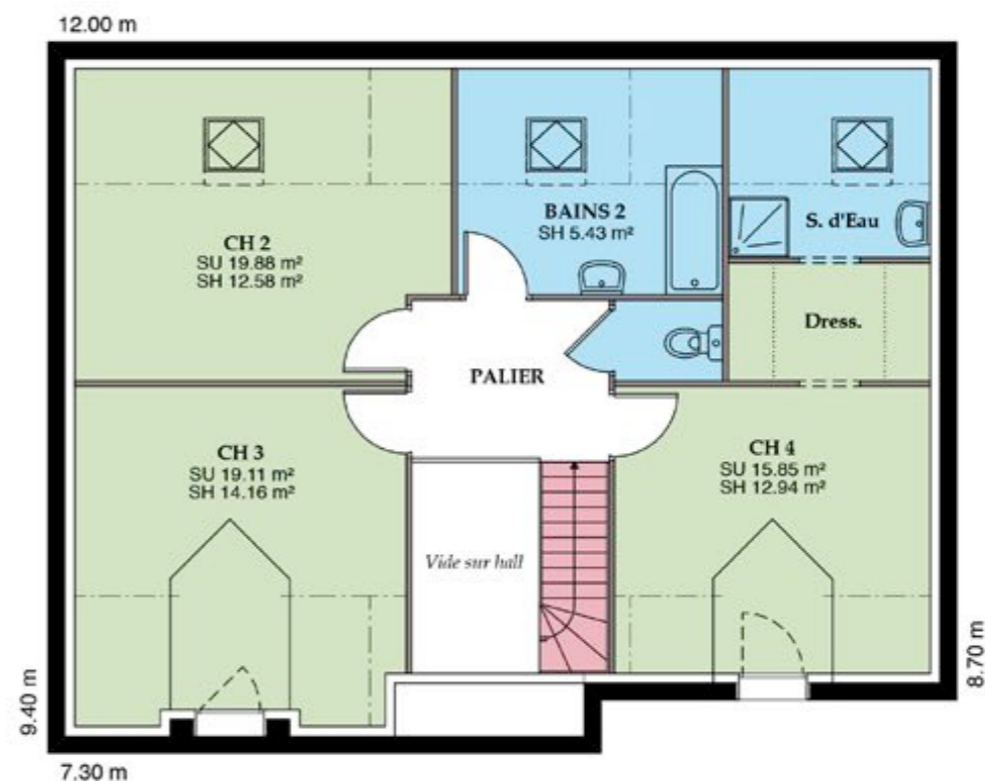 12.00 m
BAINS 2
SH 5.43 m²
S. d'Eau
CH 2
SU 19.88 m²
SH 12.58 m²
Dress.
PALIER
CH 3
SU 19.11 m²
SH 14.16 m²
CH 4
SU 15.85 m²
SH 12.94 m²
Vide sur hall
9.40 m
8.70 m
7.30 m